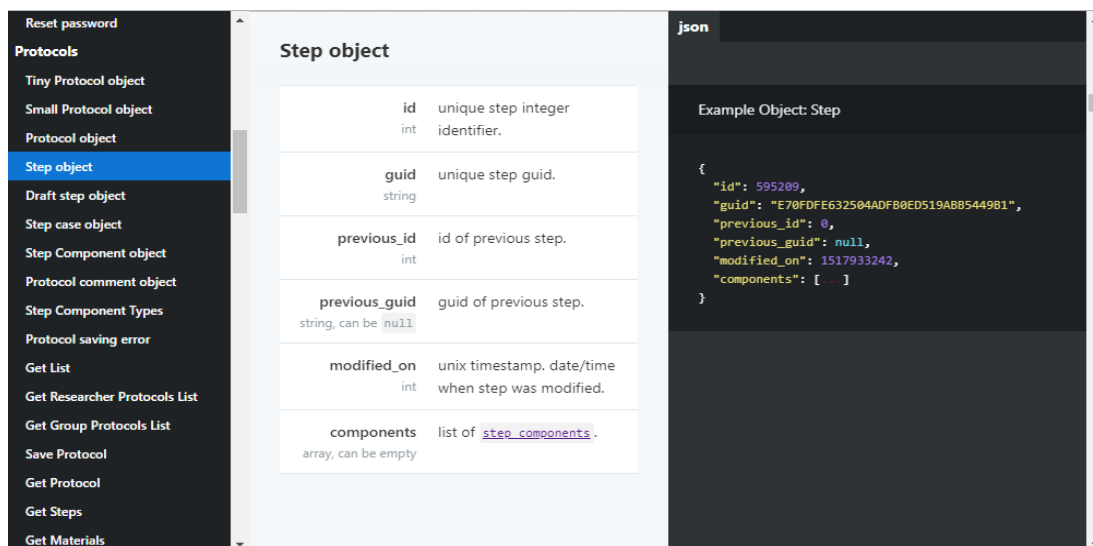 Reset password
Protocols
Tiny Protocol object
Small Protocol object
Protocol object
Step object
Draft step object
Step case object
Step Component object
Protocol comment object
Step Component Types
Protocol saving error
Get List
Get Researcher Protocols List
Get Group Protocols List
Save Protocol
Get Protocol
Get Steps
Get Materials
Step object
id unique step integer
int identifier.
guid unique step guid.
string
previous_id id of previous step.
int
previous_guid guid of previous step.
string, can be null
modified_on unix timestamp. date/time
int when step was modified.
components list of step components.
array, can be empty
json
Example Object: Step
{
"id": 595209,
"guid": "E70FDFE632504ADFB0ED519ABB5449B1",
"previous_id": 0,
"previous_guid": null,
"modified_on": 1517933242,
"components": [...]
}